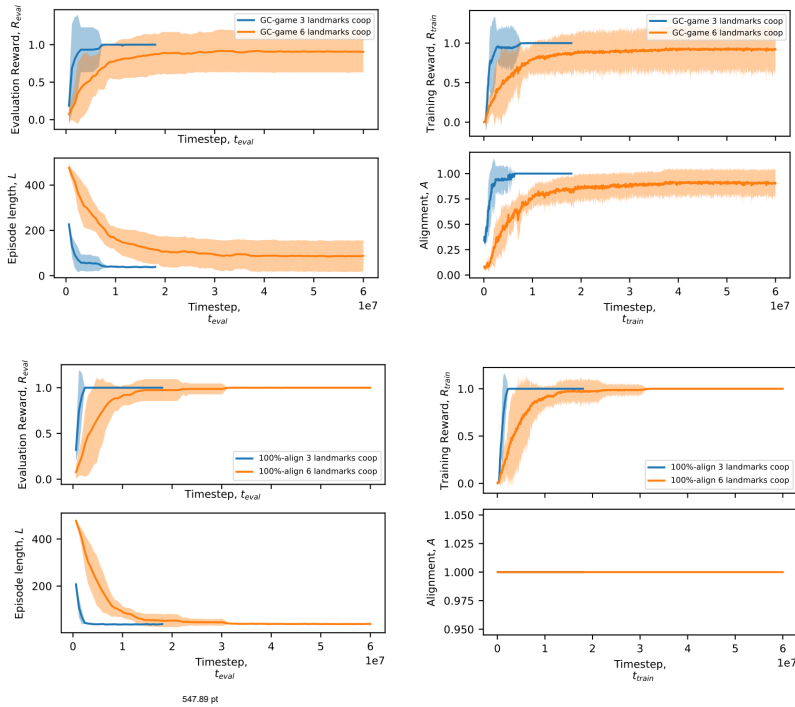 Evaluation Reward, R_eval
1.0
0.5
0.0
GC-game 3 landmarks coop
GC-game 6 landmarks coop
Timestep, t_eval
Episode length, L
400
200
0
0 1 2 3 4 5 6
1e7
Timestep,
t_eval
Training Reward, R_train
1.0
0.5
0.0
GC-game 3 landmarks coop
GC-game 6 landmarks coop
Alignment, A
1.00
0.75
0.50
0.25
0.00
0 1 2 3 4 5 6
1e7
Timestep,
t_train
Evaluation Reward, R_eval
1.0
0.5
0.0
100%-align 3 landmarks coop
100%-align 6 landmarks coop
Timestep, t_eval
Episode length, L
400
200
0 1 2 3 4 5 6
1e7
Timestep,
t_eval
Training Reward, R_train
1.0
0.5
0.0
100%-align 3 landmarks coop
100%-align 6 landmarks coop
Alignment, A
1.050
1.025
1.000
0.975
0.950
0 1 2 3 4 5 6
1e7
Timestep,
t_train
547.89 pt